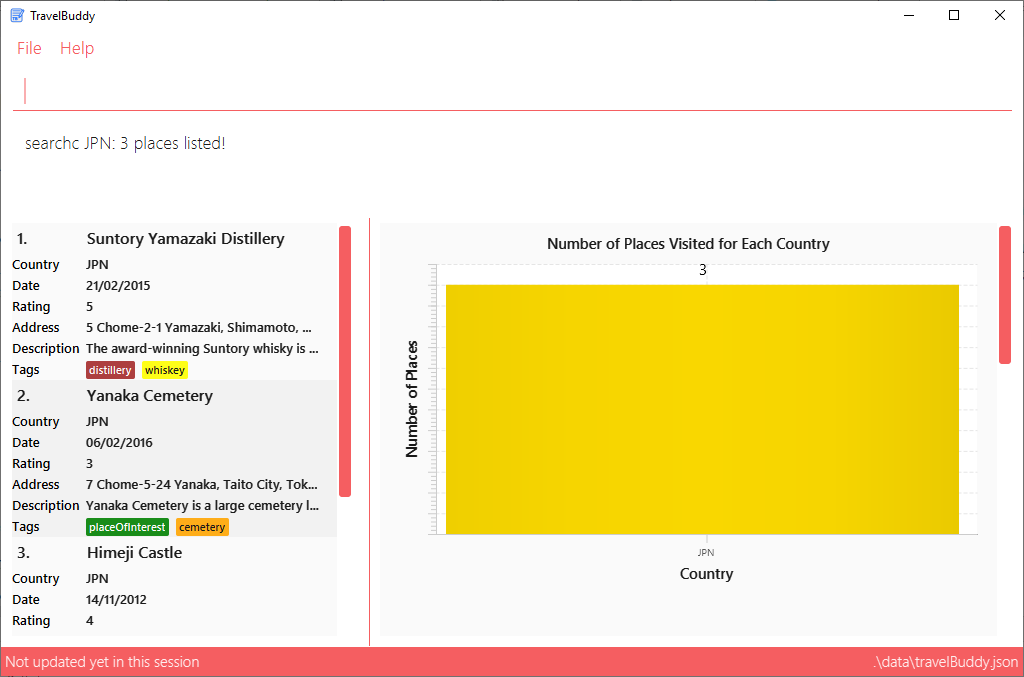 TravelBuddy
File Help
searchc JPN: 3 places listed!
1. Suntory Yamazaki Distillery
Country JPN
Date 21/02/2015
Rating 5
Address 5 Chome-2-1 Yamazaki, Shimamoto, ...
Description The award-winning Suntory whisky is ...
Tags distillery whiskey
2. Yanaka Cemetery
Country JPN
Date 06/02/2016
Rating 3
Address 7 Chome-5-24 Yanaka, Taito City, Tok...
Description Yanaka Cemetery is a large cemetery l...
Tags placeOfInterest cemetery
3. Himeji Castle
Country JPN
Date 14/11/2012
Rating 4
Number of Places Visited for Each Country
3
Number of Places
JPN
Country
Not updated yet in this session
.\data\travelBuddy.json